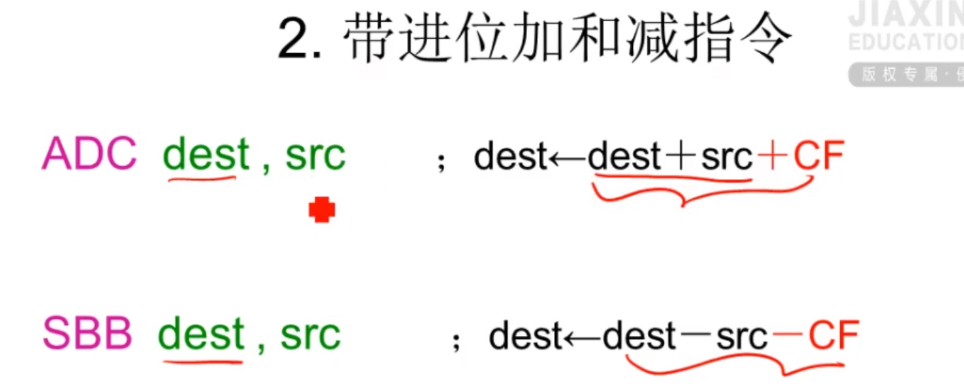 JIAXIN
EDUCATION
版权专属·
2. 带进位加和减指令
ADC dest , src ; dest←dest+src+CF
SBB dest , src ; dest←dest-src-CF